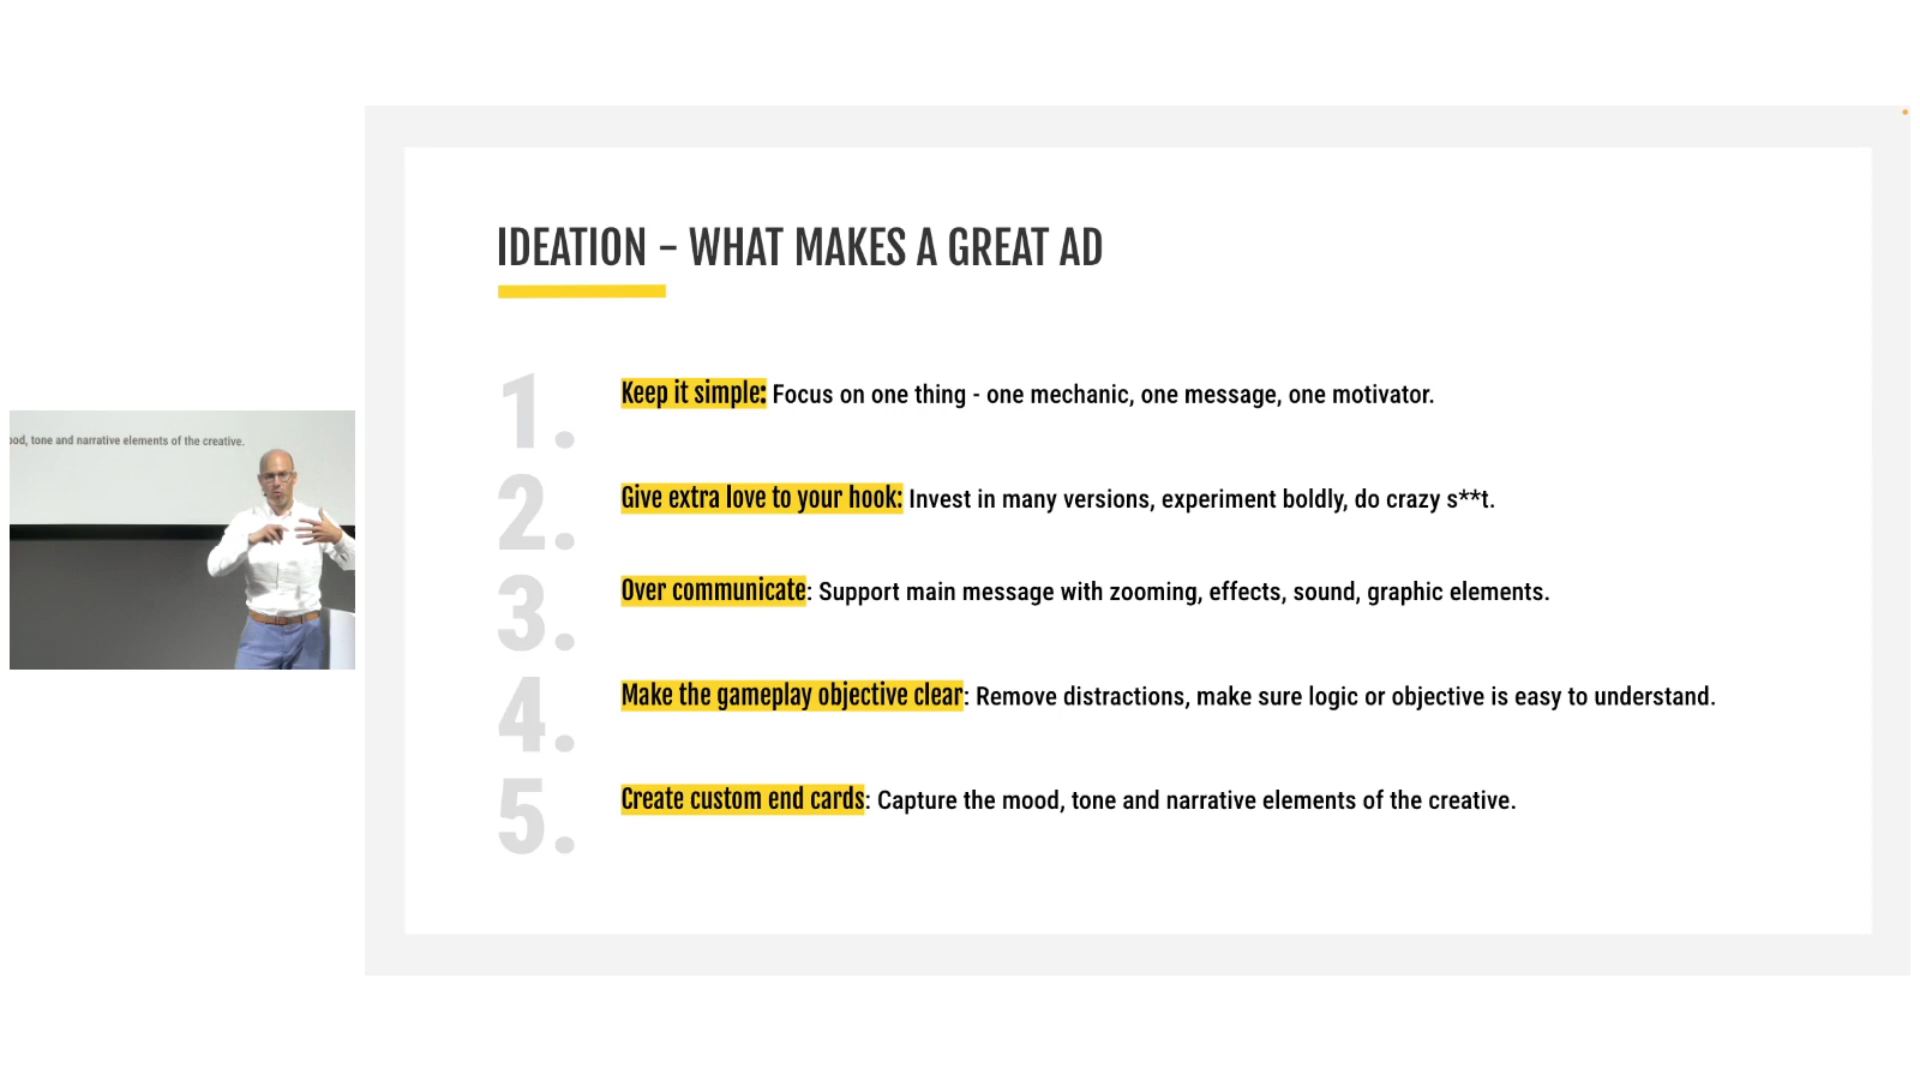 IDEATION – WHAT MAKES A GREAT AD
1. Keep it simple: Focus on one thing - one mechanic, one message, one motivator.
2. Give extra love to your hook: Invest in many versions, experiment boldly, do crazy s**t.
3. Over communicate: Support main message with zooming, effects, sound, graphic elements.
4. Make the gameplay objective clear: Remove distractions, make sure logic or objective is easy to understand.
5. Create custom end cards: Capture the mood, tone and narrative elements of the creative.
ood, tone and narrative elements of the creative.